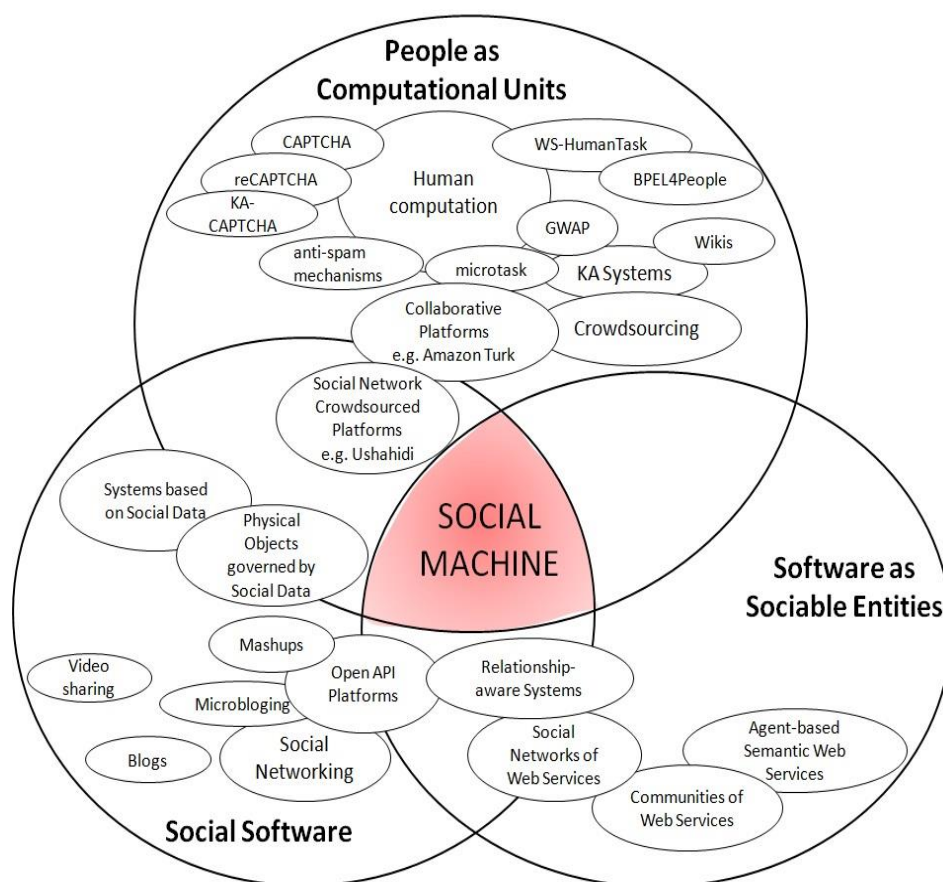 People as
Computational Units
CAPTCHA
WS-HumanTask
reCAPTCHA
Human
computation
BPEL4People
KA-
CAPTCHA
GWAP
Wikis
anti-spam
mechanisms
microtask
KA Systems
Collaborative
Platforms
e.g. Amazon Turk
Crowdsourcing
Social Network
Crowdsourced
Platforms
e.g. Ushahidi
Systems based
on Social Data
Physical
Objects
governed by
Social Data
SOCIAL
MACHINE
Software as
Sociable Entities
Mashups
Video
sharing
Open API
Platforms
Relationship-
aware Systems
Microbloging
Social
Networking
Blogs
Social
Networks of
Web Services
Agent-based
Semantic Web
Services
Communities of
Web Services
Social Software